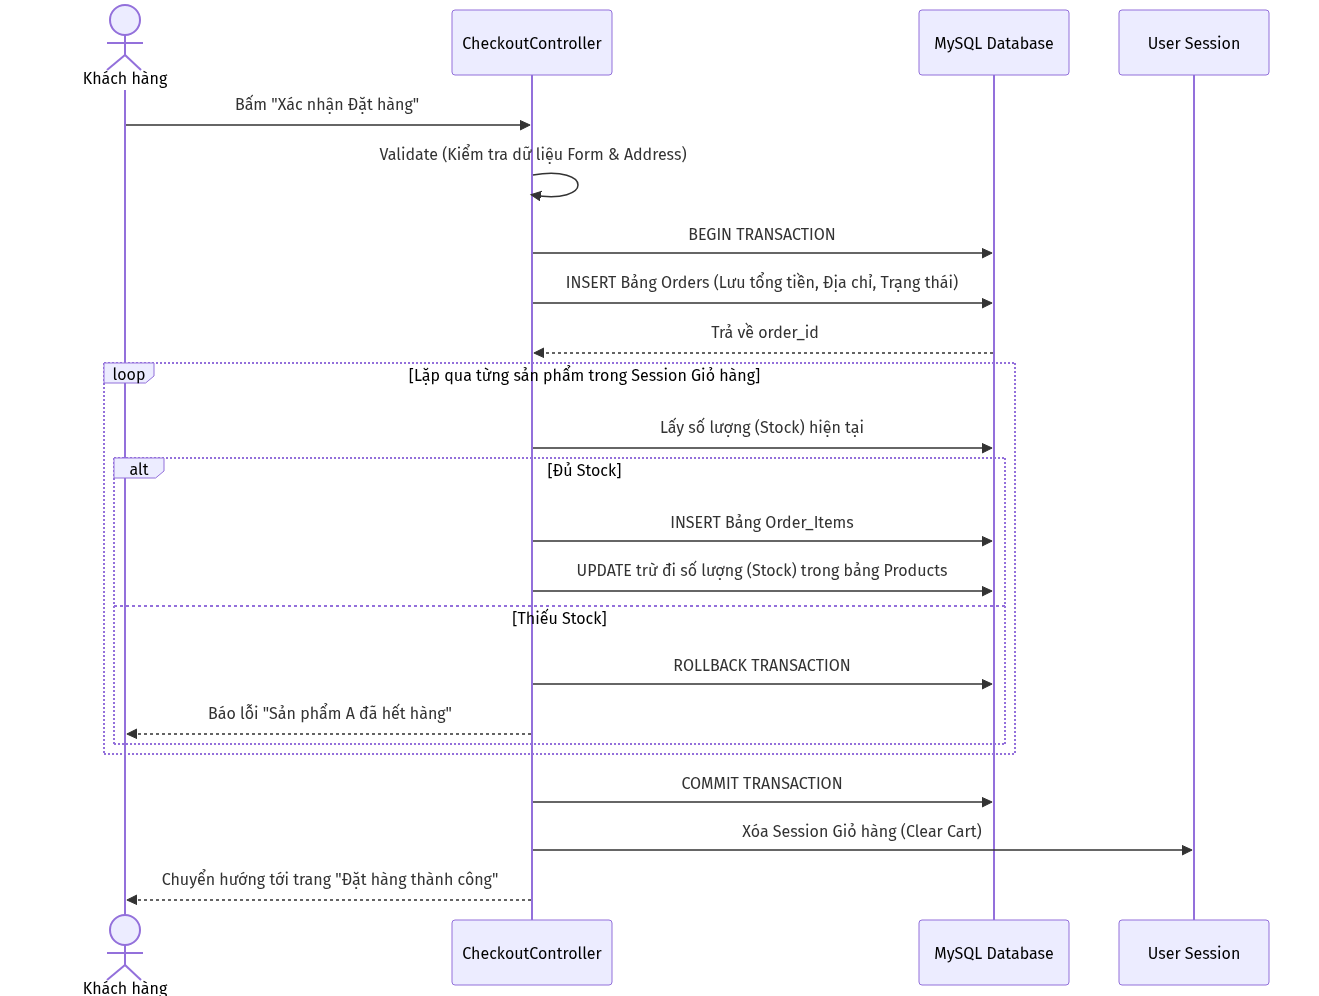 Khách hàng
CheckoutController
MySQL Database
User Session
Bấm "Xác nhận Đặt hàng"
Validate (Kiểm tra dữ liệu Form & Address)
BEGIN TRANSACTION
INSERT Bảng Orders (Lưu tổng tiền, Địa chỉ, Trạng thái)
Trả về order_id
loop
[Lặp qua từng sản phẩm trong Session Giỏ hàng]
Lấy số lượng (Stock) hiện tại
alt
[Đủ Stock]
INSERT Bảng Order_Items
UPDATE trừ đi số lượng (Stock) trong bảng Products
[Thiếu Stock]
ROLLBACK TRANSACTION
Báo lỗi "Sản phẩm A đã hết hàng"
COMMIT TRANSACTION
Xóa Session Giỏ hàng (Clear Cart)
Chuyển hướng tới trang "Đặt hàng thành công"
Khách hàng
CheckoutController
MySQL Database
User Session